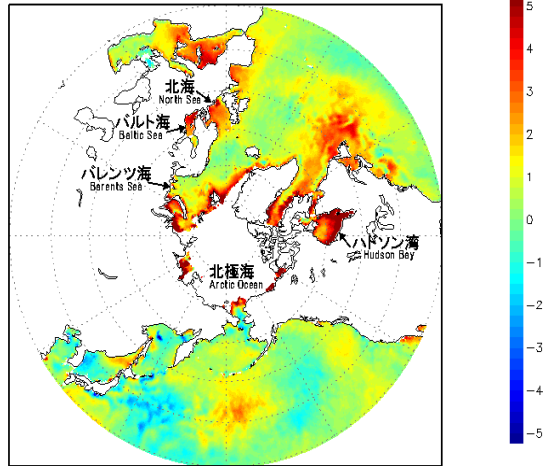 北海
North Sea
バルト海
Baltic Sea
バレンツ海
Barents Sea
ハドソン湾
Hudson Bay
北極海
Arctic Ocean
5
4
3
2
1
0
-1
-2
-3
-4
-5